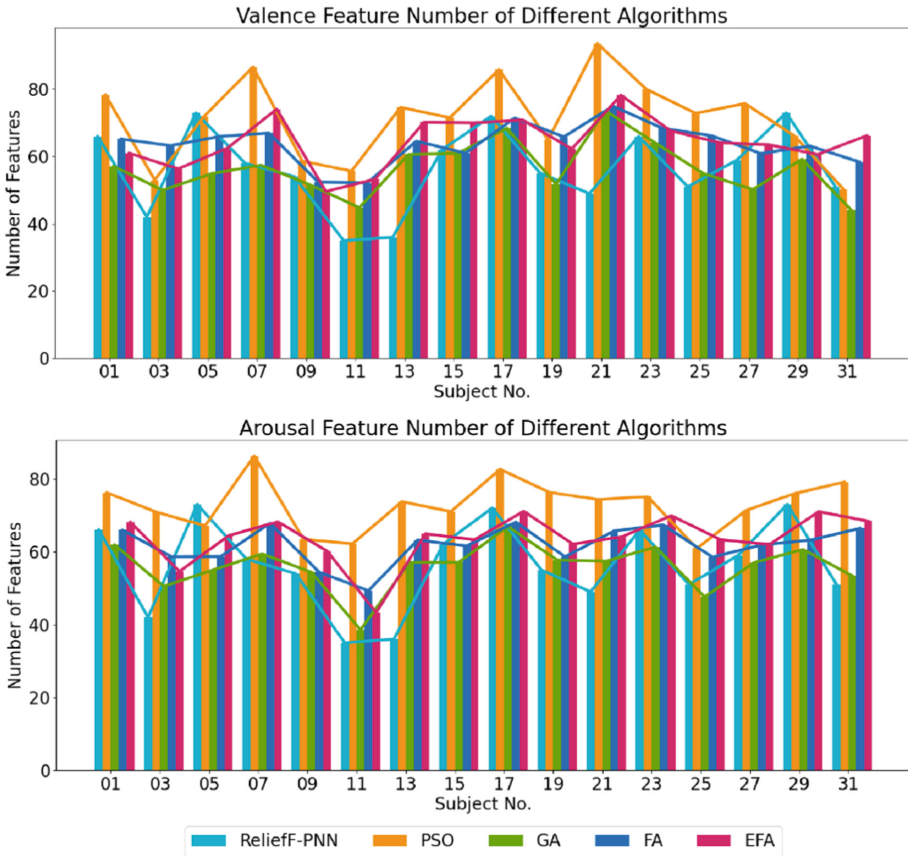 Valence Feature Number of Different Algorithms
Number of Features
80
60
40
20
0
01 03 05 07 09 11 13 15 17 19 21 23 25 27 29 31
Subject No.
Arousal Feature Number of Different Algorithms
Number of Features
80
60
40
20
0
01 03 05 07 09 11 13 15 17 19 21 23 25 27 29 31
Subject No.
ReliefF-PNN PSO GA FA EFA